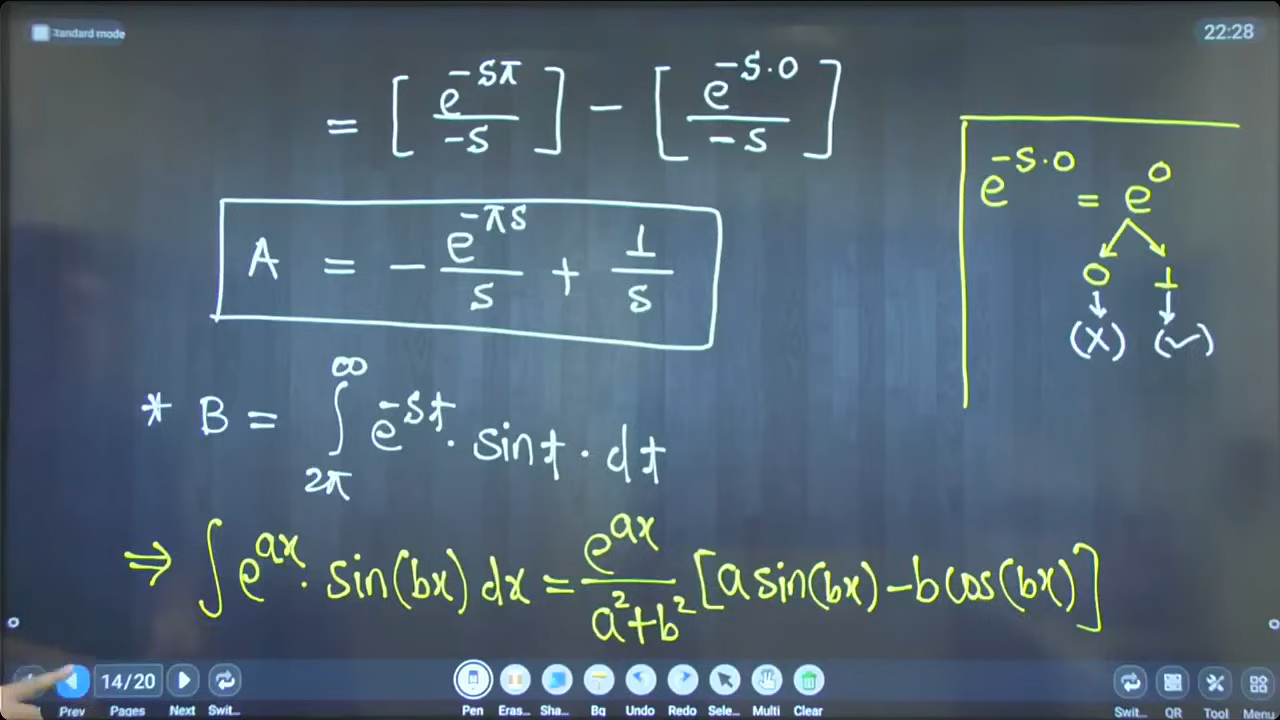 Standard mode
22:28
= [e^{-sπ}/-s] - [e^{-s·0}/-s]
A = - e^{-πs}/s + 1/s
e^{-s·0} = e^0
0 1
(×) (✓)
* B = ∫_{2π}^{∞} e^{-st} · sint · dt
⇒ ∫ e^{ax} · sin(bx) dx = e^{ax}/a²+b² [a sin(bx) - b cos(bx)]
14/20
Prev Pages Next Swit... Pen Eras... Sha... Bg Undo Redo Sele... Multi Clear Swit... QR Tool Menu